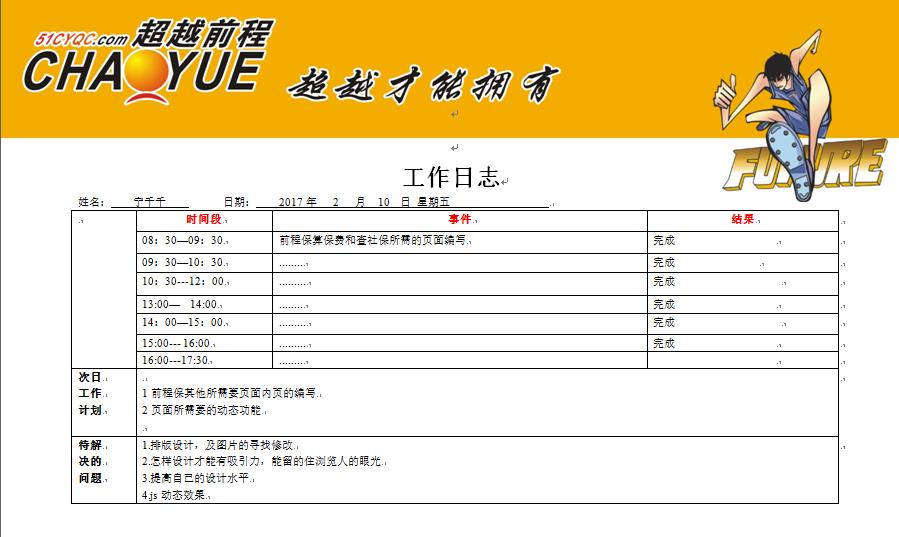 51CYQC.com 超越前程
CHAOYUE 超越才能拥有
FUTURE
工作日志
姓名： 宁千千 日期： 2017 年 2 月 10 日 星期五
时间段 事件 结果
08：30—09：30 前程保算保费和查社保所需的页面编写 完成
09：30—10：30 ......... 完成
10：30---12：00 .......... 完成
13:00— 14:00 ......... 完成
14：00—15：00 .......... 完成
15:00--- 16:00 .......... 完成
16:00---17:30 .........
次日
工作 1 前程保其他所需要页面内页的编写
计划 2 页面所需要的动态功能
待解 1.排版设计，及图片的寻找修改
决的 2.怎样设计才能有吸引力，能留的住浏览人的眼光
问题 3.提高自己的设计水平
4.js 动态效果